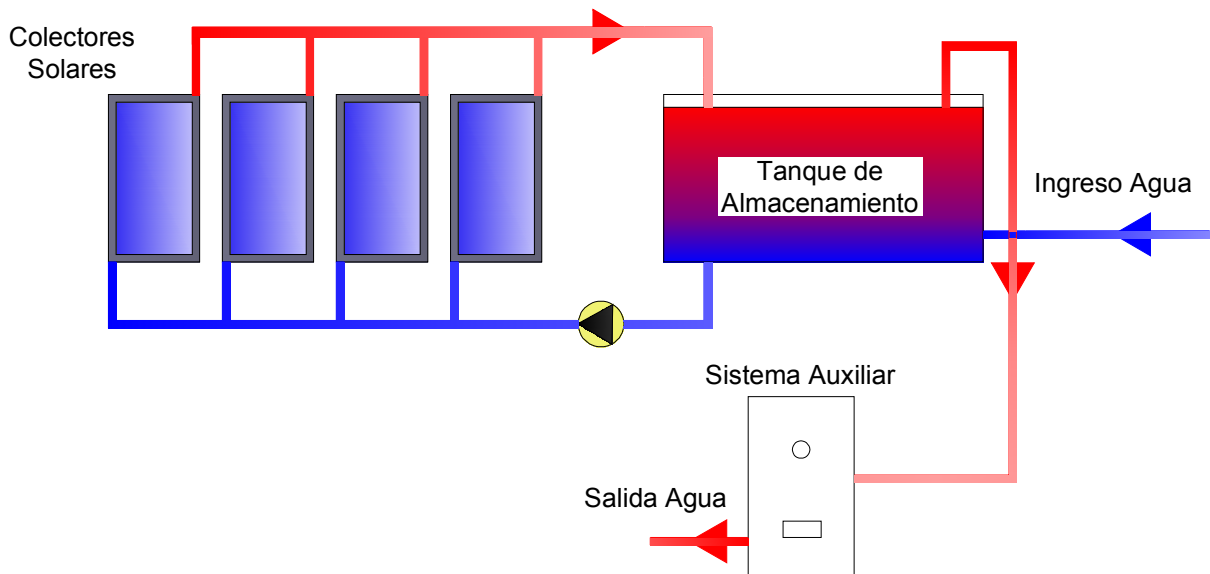 Colectores
Solares
Tanque de
Almacenamiento
Ingreso Agua
Sistema Auxiliar
Salida Agua